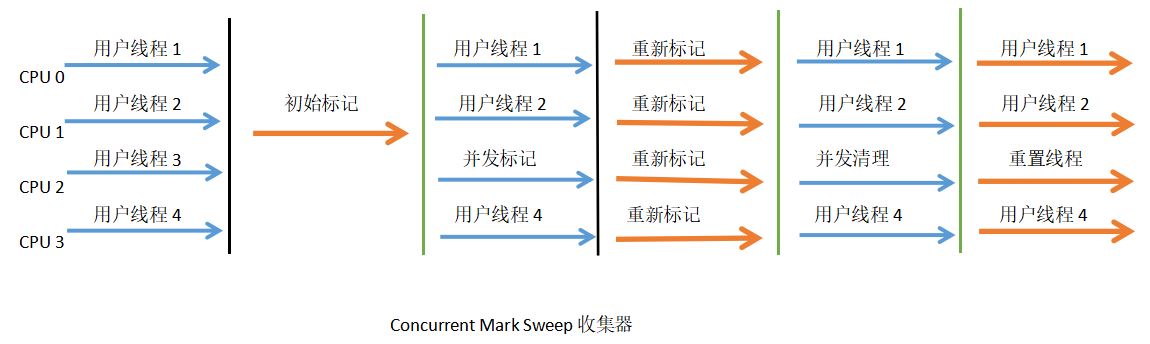 用户线程 1
用户线程 1
重新标记
用户线程 1
用户线程 1
CPU 0
用户线程 2
初始标记
用户线程 2
重新标记
用户线程 2
用户线程 2
CPU 1
用户线程 3
并发标记
重新标记
并发清理
重置线程
CPU 2
用户线程 4
用户线程 4
重新标记
用户线程 4
用户线程 4
CPU 3
Concurrent Mark Sweep 收集器